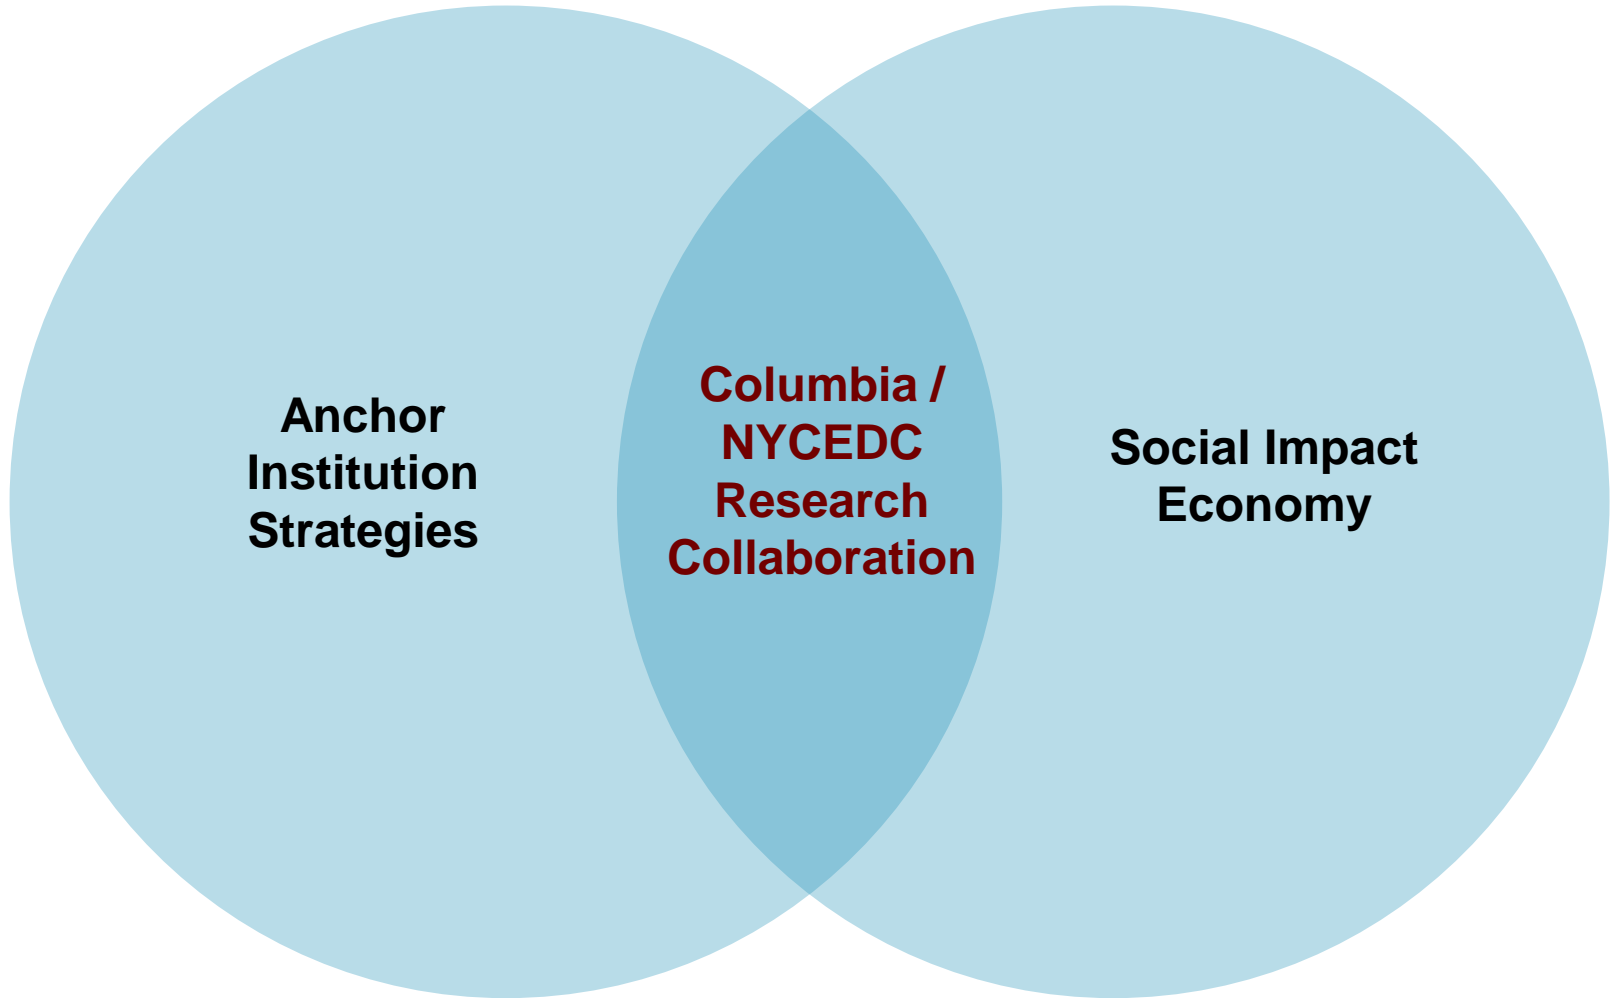 Anchor
Institution
Strategies
Columbia /
NYCEDC
Research
Collaboration
Social Impact
Economy